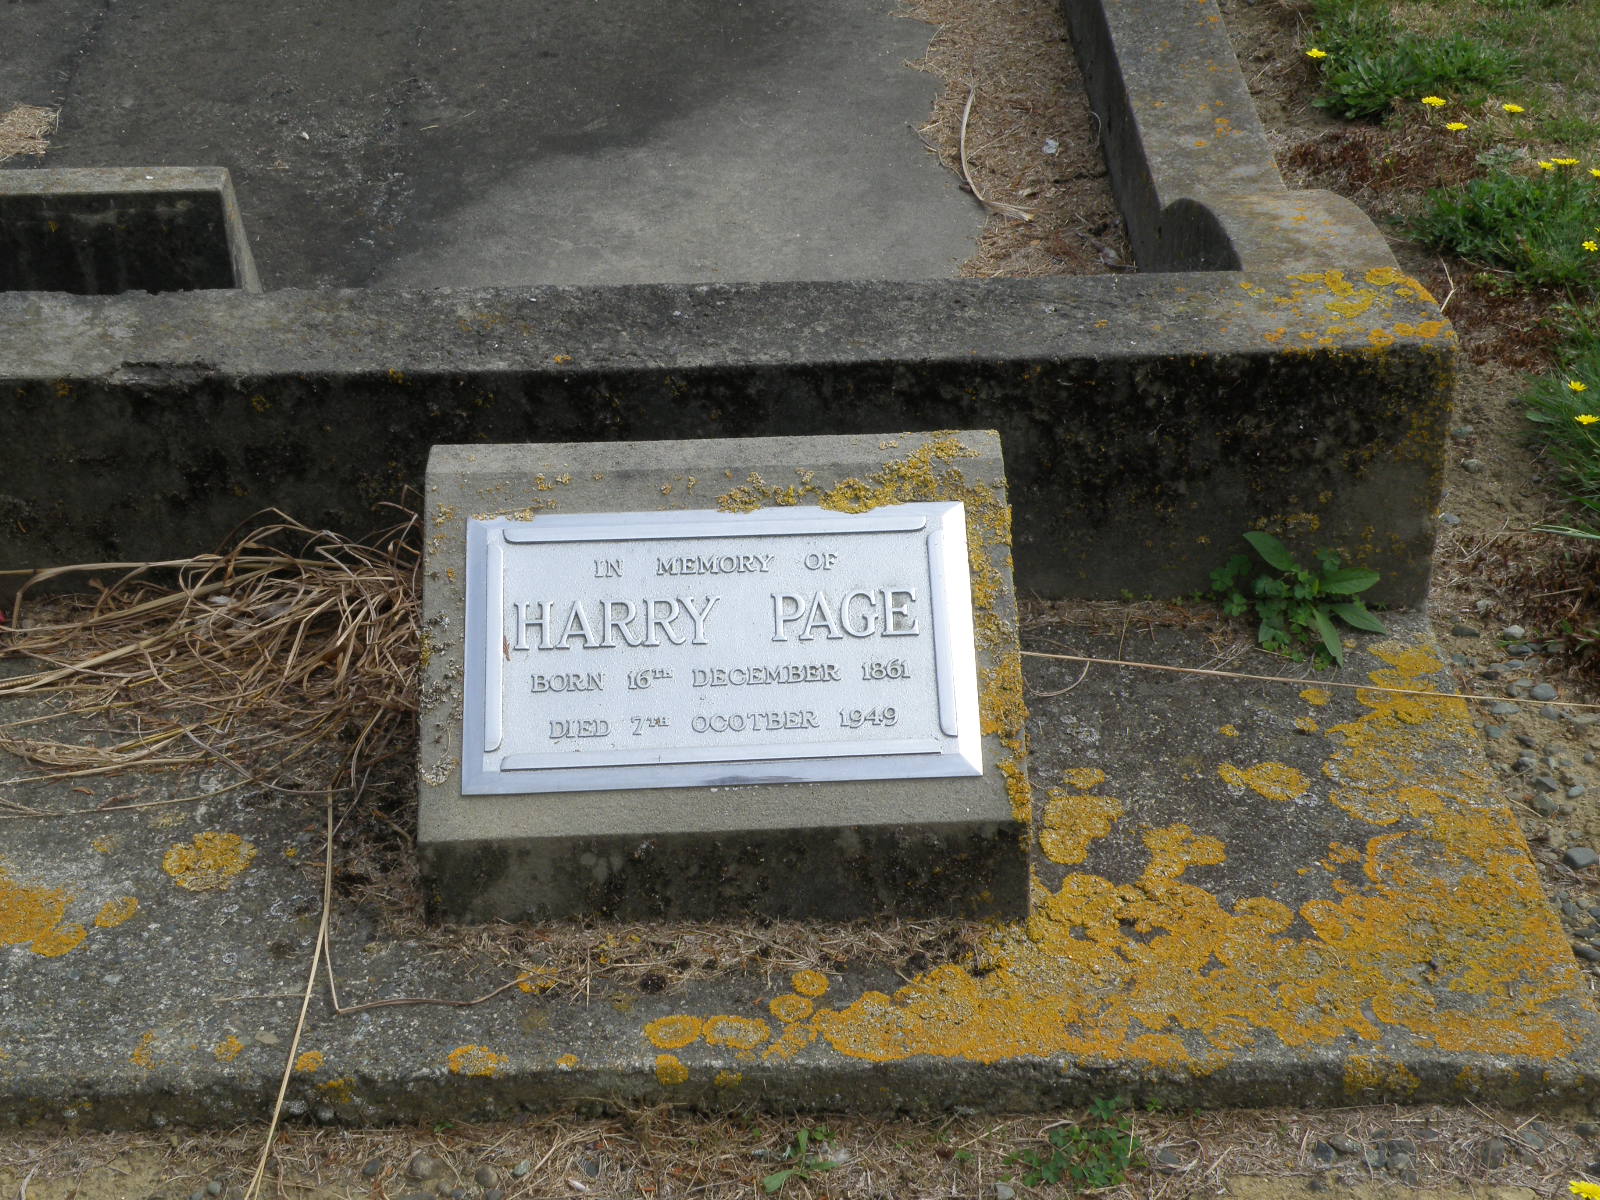 IN MEMORY OF
HARRY PAGE
BORN 16TH DECEMBER 1861
DIED 7TH OCOTBER 1949